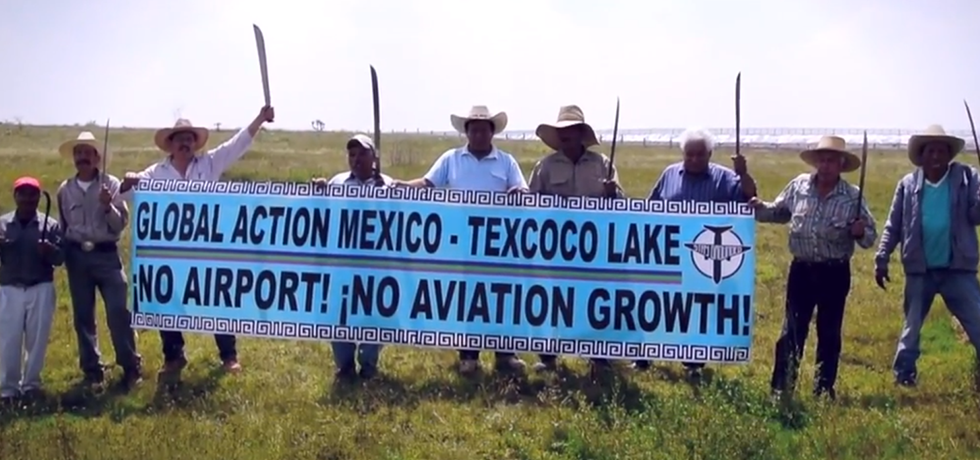 GLOBAL ACTION MEXICO - TEXCOCO LAKE
¡NO AIRPORT! ¡NO AVIATION GROWTH!